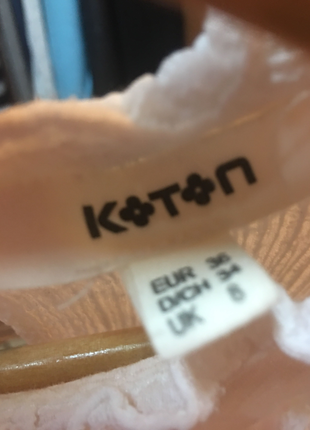 KOTON
EUR 36
D/CH 34
UK 8